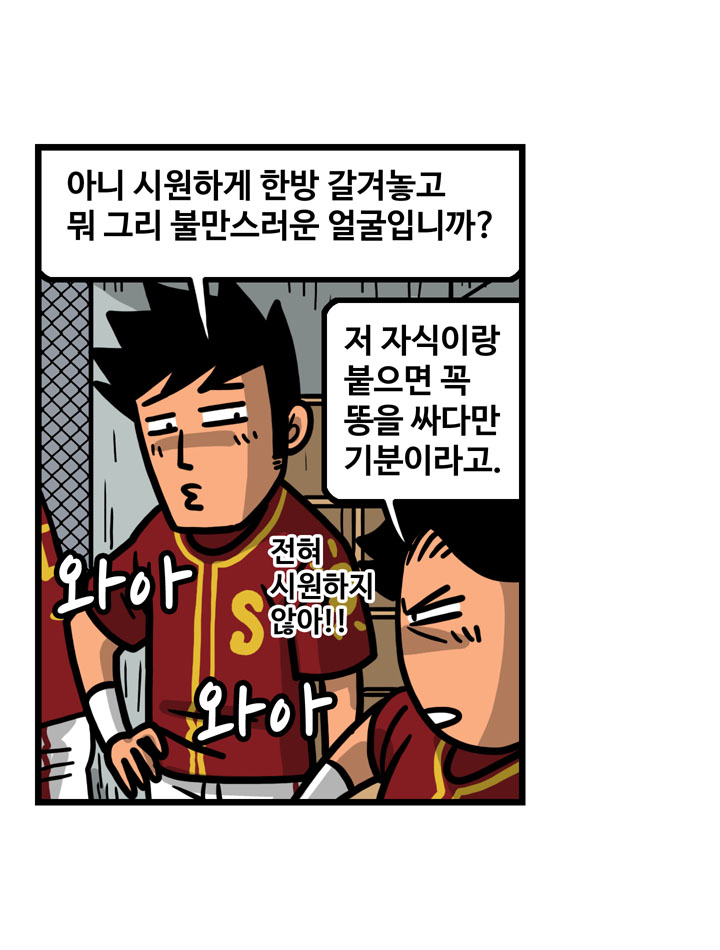 아니 시원하게 한방 갈겨놓고
뭐 그리 불만스러운 얼굴입니까?
저 자식이랑
붙으면 꼭
똥을 싸다만
기분이라고.
전혀
시원하지
않아!!
와아
S
와아